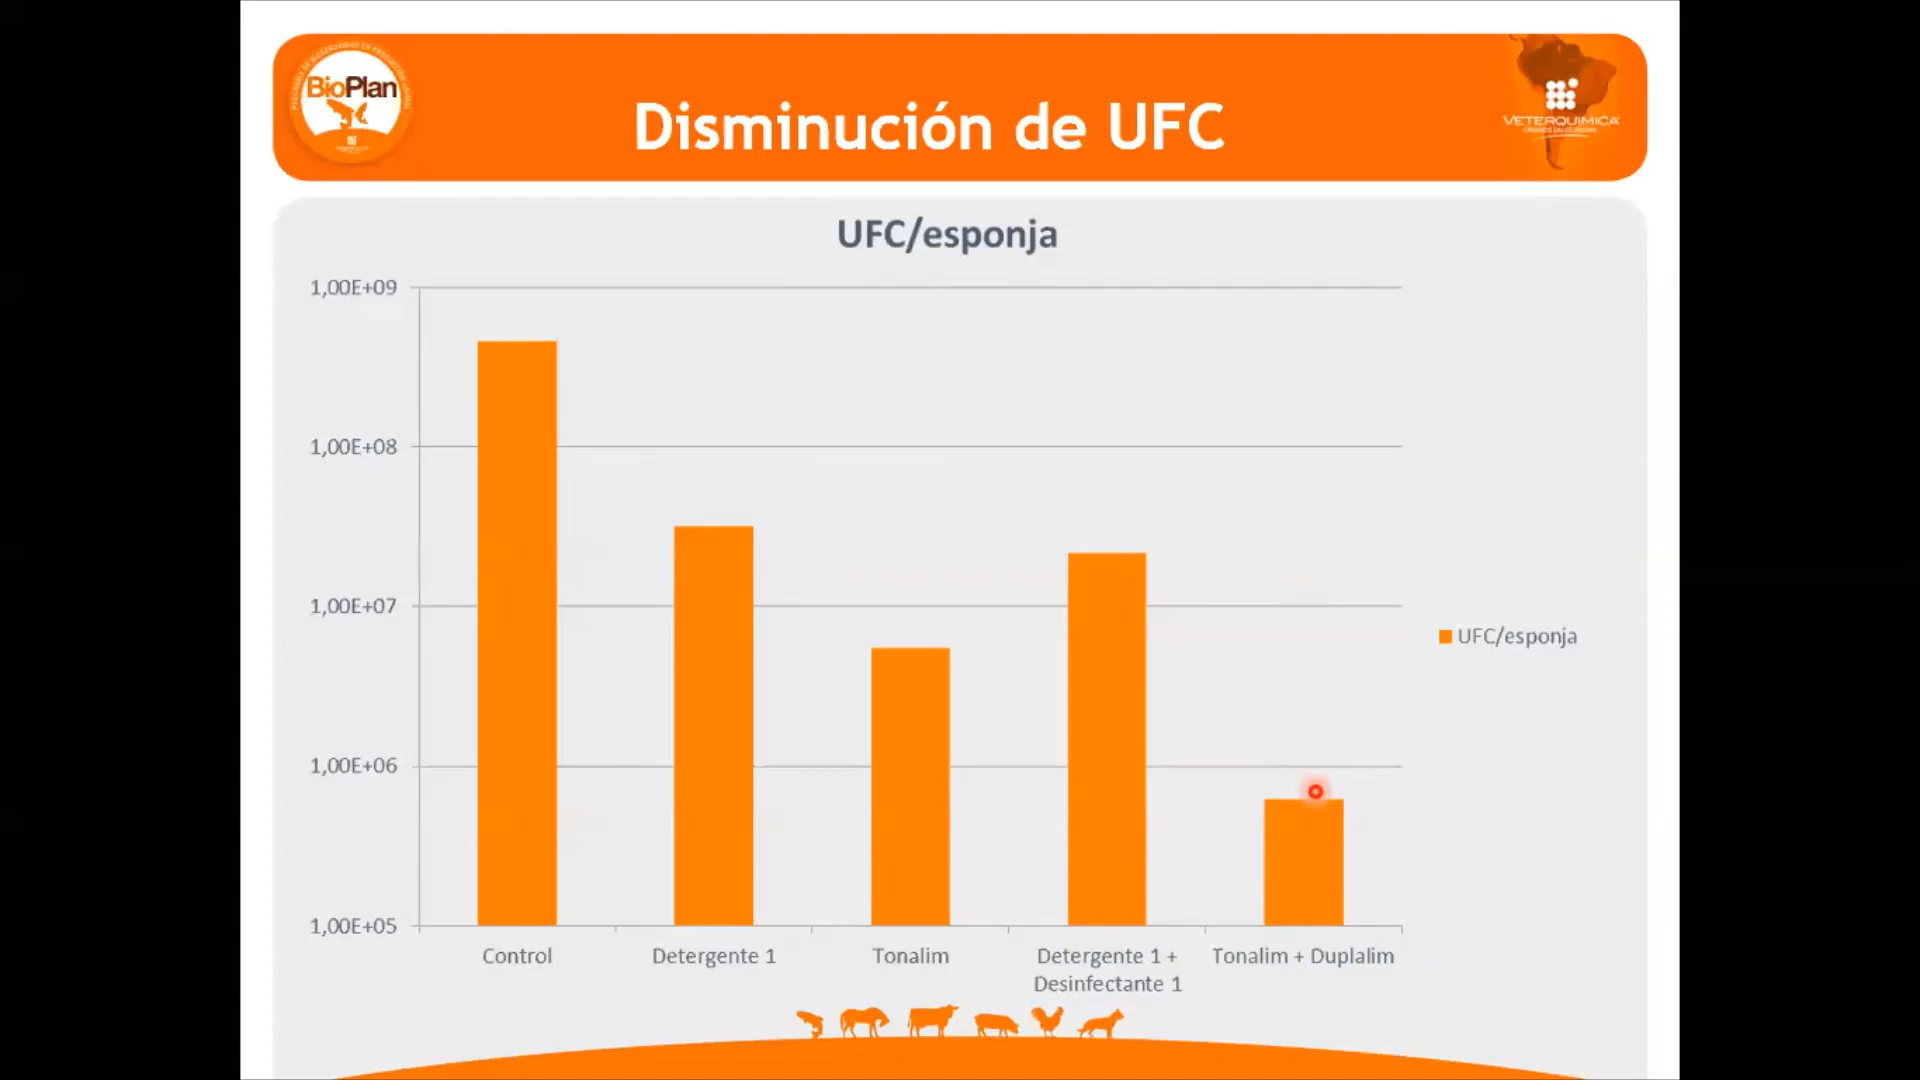 BioPlan
Disminución de UFC
VETERQUIMICA
UFC/esponja
1,00E+09
1,00E+08
1,00E+07
1,00E+06
1,00E+05
Control
Detergente 1
Tonalim
Detergente 1 +
Desinfectante 1
Tonalim + Duplalim
UFC/esponja